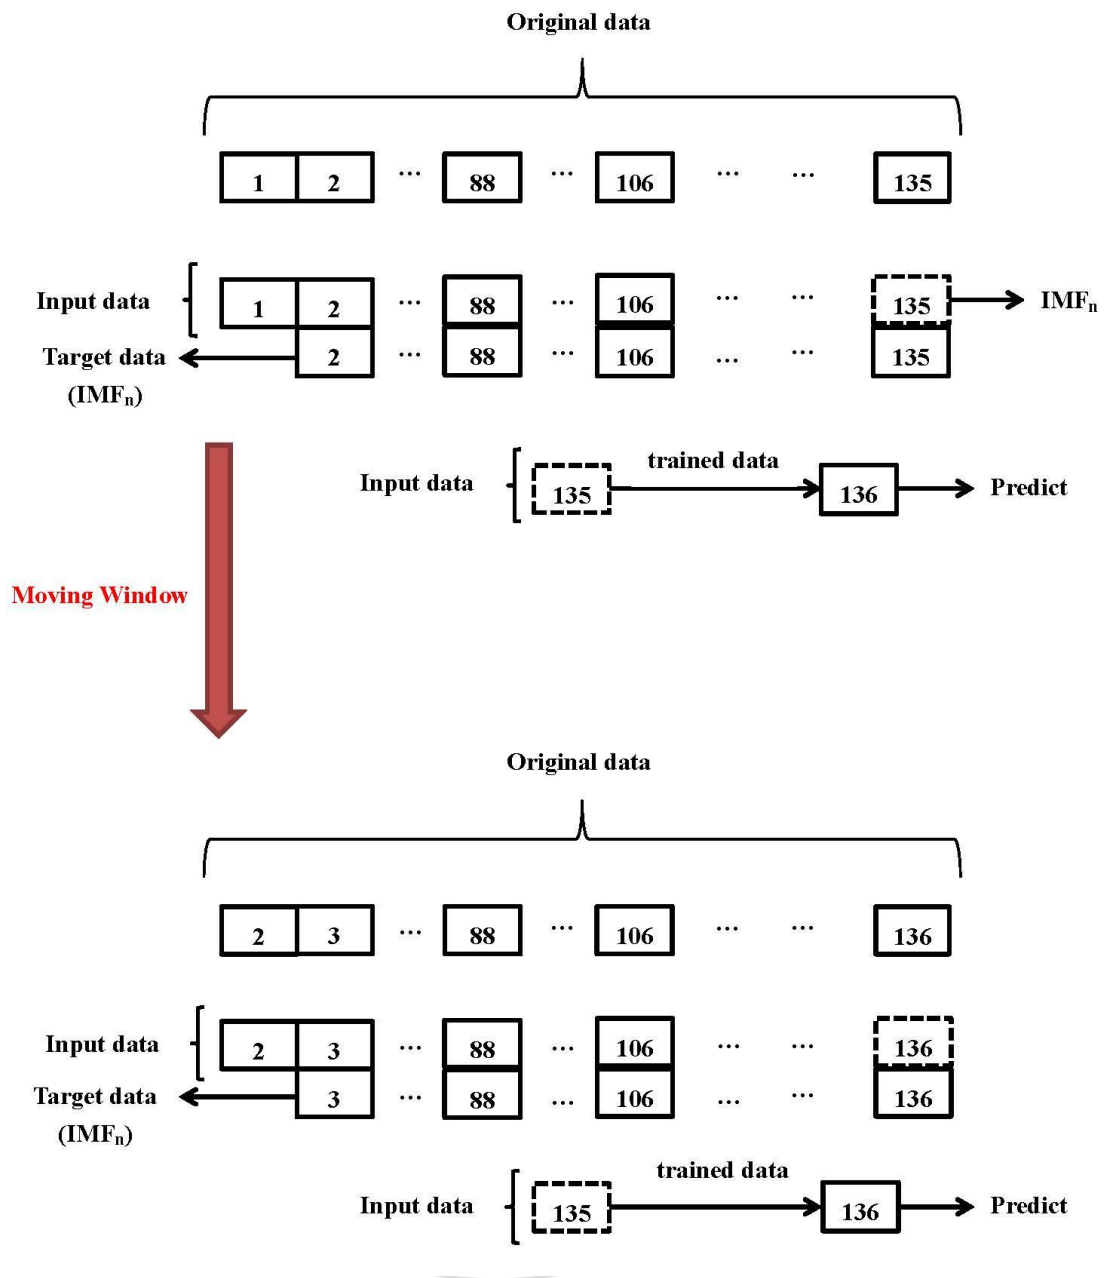 Original data
1 2 ... 88 ... 106 ... ... 135
Input data 1 2 ... 88 ... 106 ... ... 135 IMFn
Target data 2 ... 88 ... 106 ... ... 135
(IMFn)
Input data 135 trained data 136 Predict
Moving Window
Original data
2 3 ... 88 ... 106 ... ... 136
Input data 2 3 ... 88 ... 106 ... ... 136
Target data 3 ... 88 ... 106 ... ... 136
(IMFn)
Input data 135 trained data 136 Predict